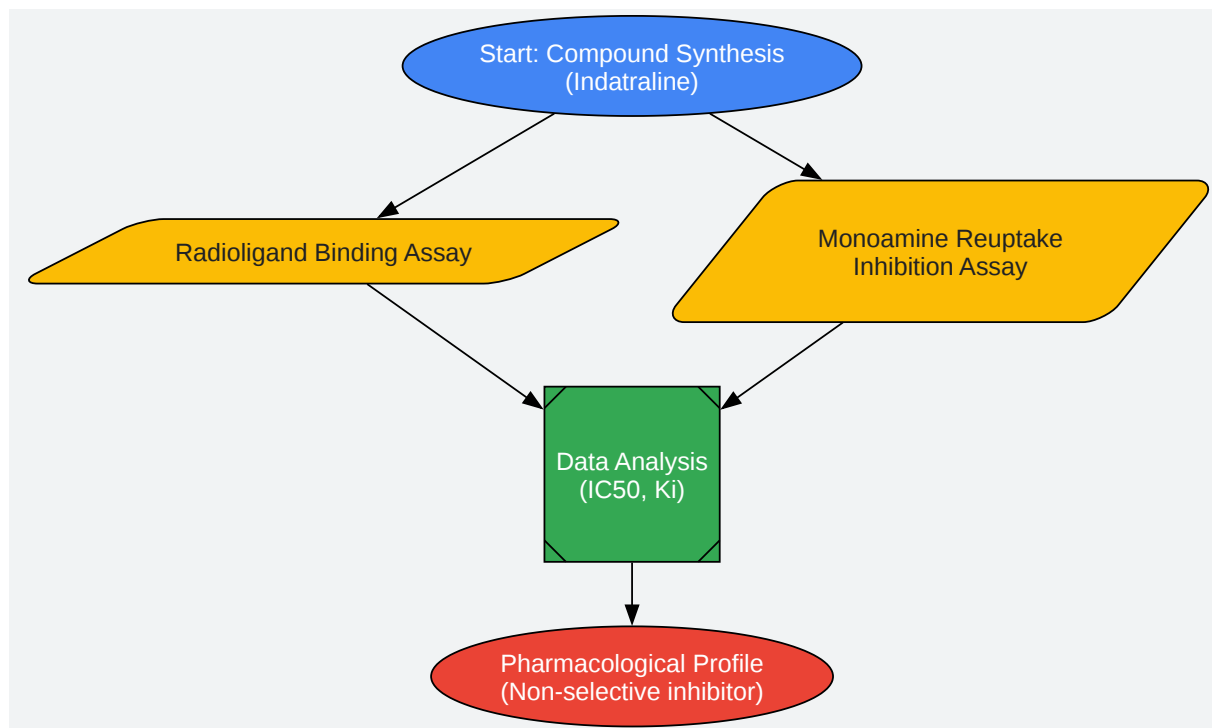 Start: Compound Synthesis
(Indatraline)
Radioligand Binding Assay
Monoamine Reuptake
Inhibition Assay
Data Analysis
(IC50, Ki)
Pharmacological Profile
(Non-selective inhibitor)